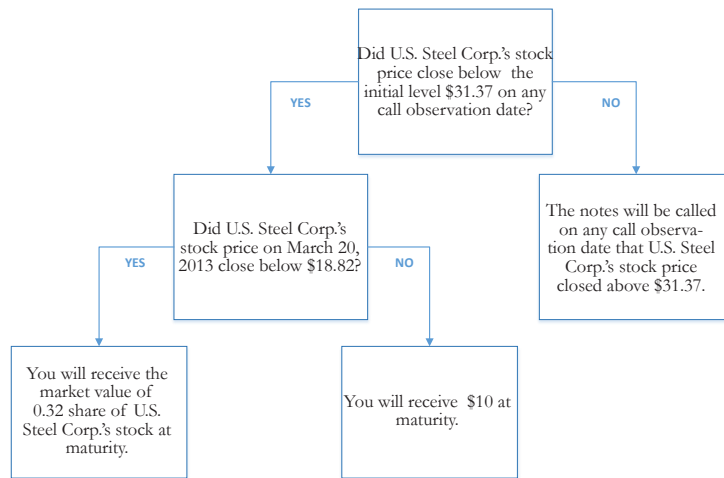 Did U.S. Steel Corp.'s stock
price close below the
initial level $31.37 on any
call observation date?
YES
NO
Did U.S. Steel Corp.'s
stock price on March 20,
2013 close below $18.82?
The notes will be called
on any call observa-
tion date that U.S. Steel
Corp.'s stock price
closed above $31.37.
YES
NO
You will receive the
market value of
0.32 share of U.S.
Steel Corp.'s stock at
maturity.
You will receive $10 at
maturity.